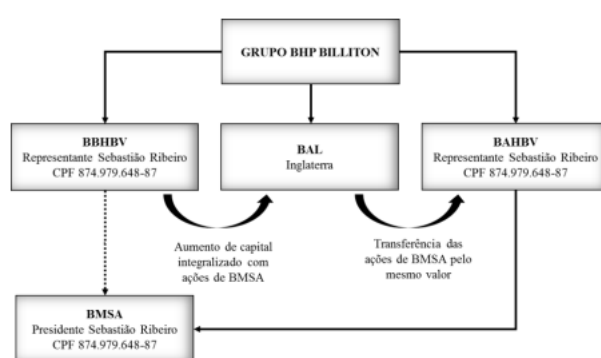 GRUPO BHP BILLITON
BBHBV
Representante Sebastião Ribeiro
CPF 874.979.648-87
BAL
Inglaterra
BAHBV
Representante Sebastião Ribeiro
CPF 874.979.648-87
Aumento de capital
integralizado com
ações de BMSA
Transferência das
ações de BMSA pelo
mesmo valor
BMSA
Presidente Sebastião Ribeiro
CPF 874.979.648-87